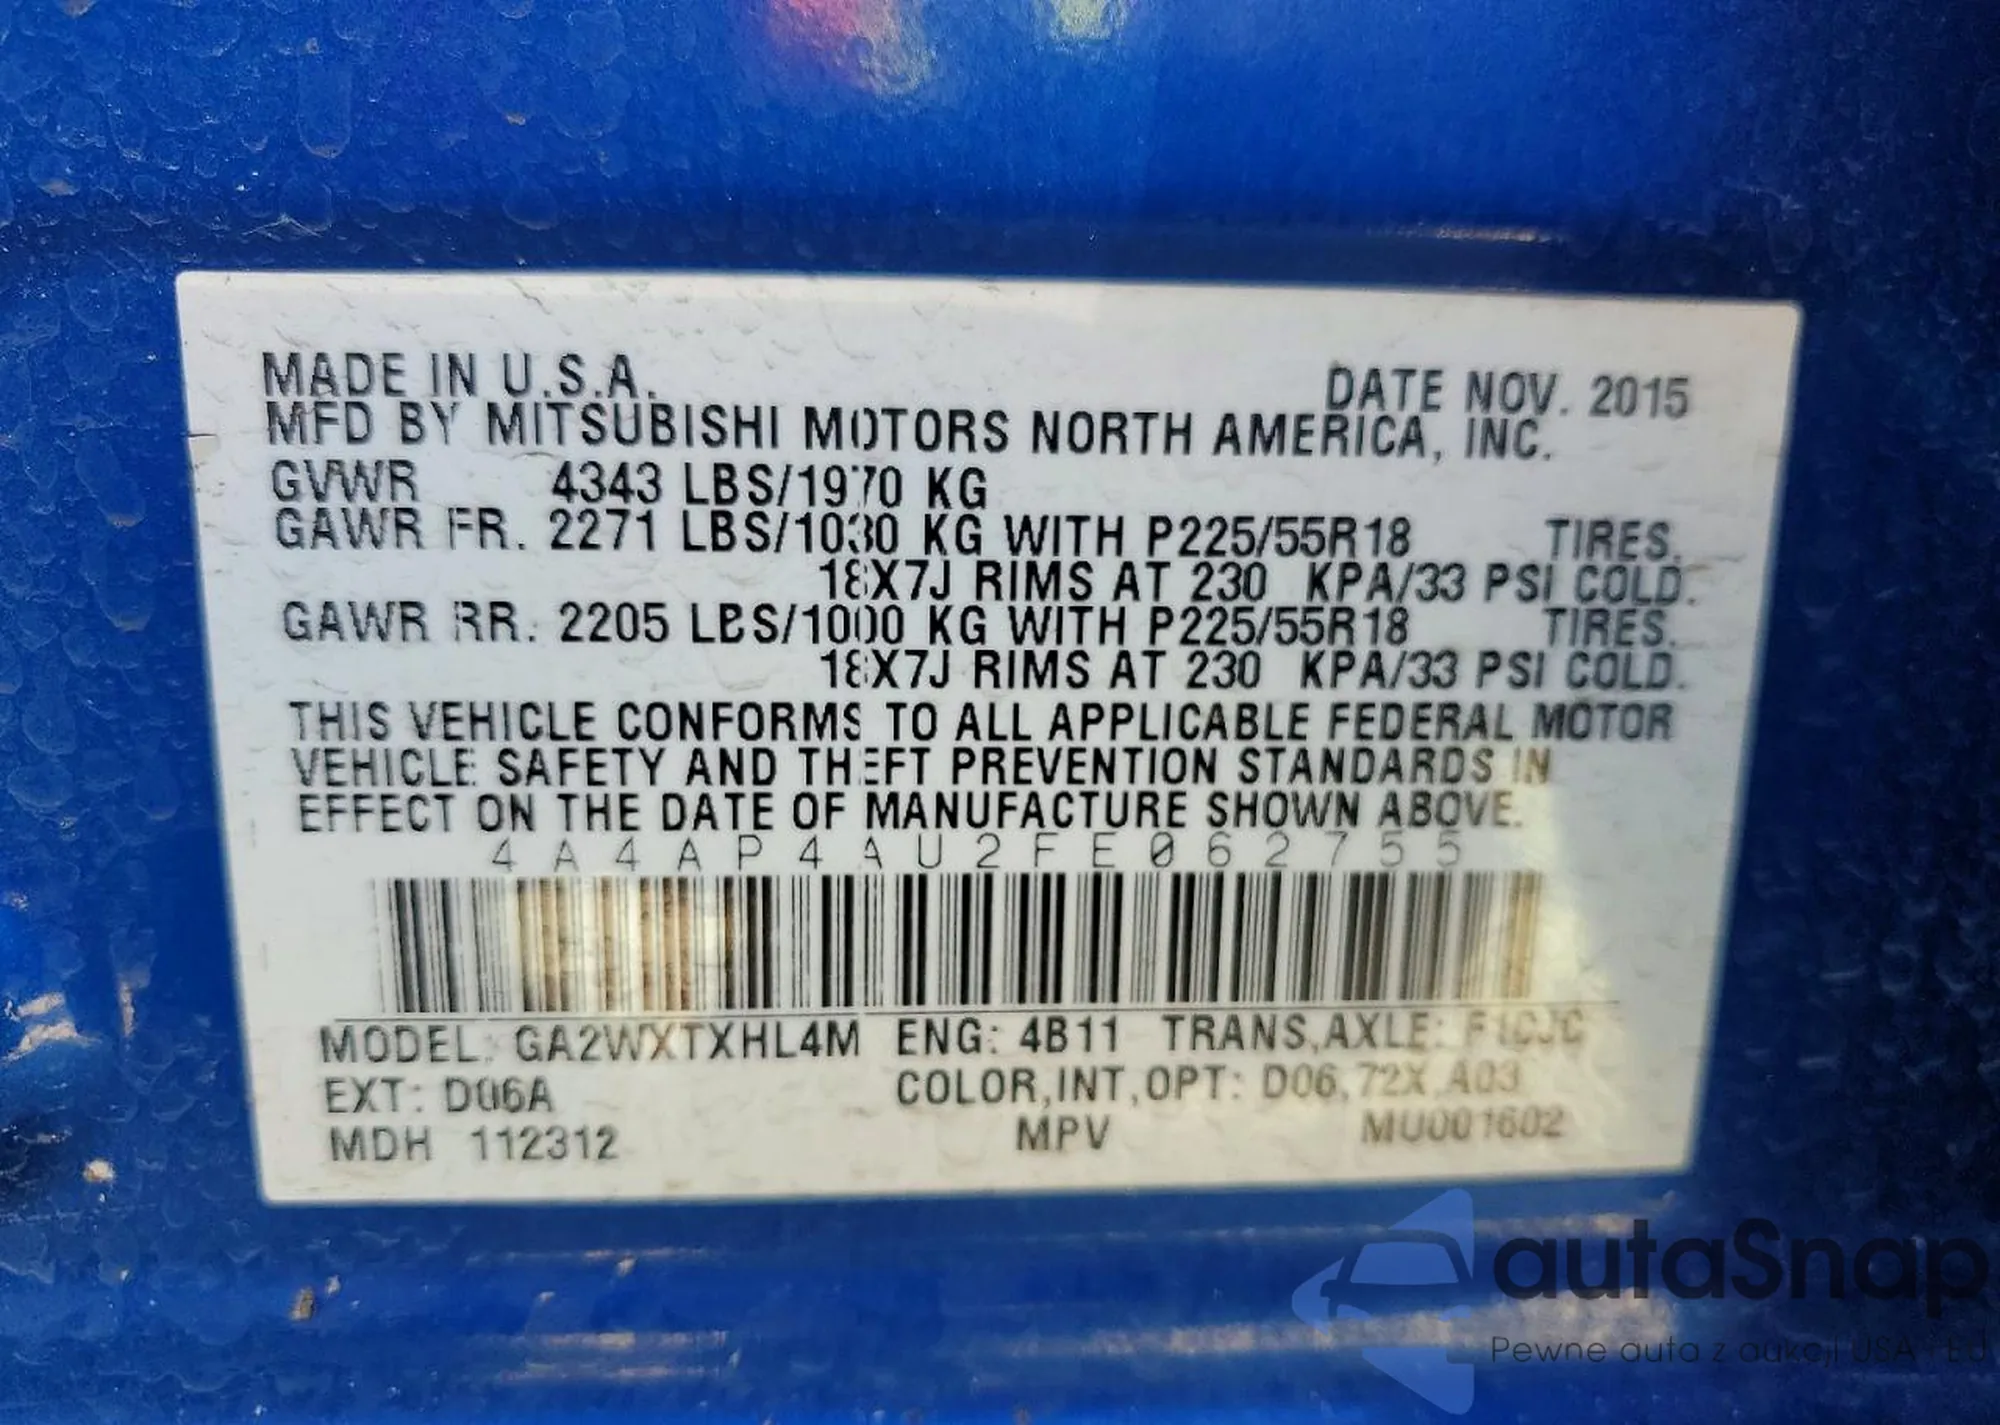 MADE IN U.S.A. DATE NOV. 2015
MFD BY MITSUBISHI MOTORS NORTH AMERICA, INC.
GVWR 4343 LBS/1970 KG
GAWR FR. 2271 LBS/1030 KG WITH P225/55R18 TIRES.
18X7J RIMS AT 230 KPA/33 PSI COLD.
GAWR RR. 2205 LBS/1000 KG WITH P225/55R18 TIRES.
18X7J RIMS AT 230 KPA/33 PSI COLD.
THIS VEHICLE CONFORMS TO ALL APPLICABLE FEDERAL MOTOR
VEHICLE SAFETY AND THEFT PREVENTION STANDARDS IN
EFFECT ON THE DATE OF MANUFACTURE SHOWN ABOVE.
4A4AP4AU2FE062755
MODEL: GA2WXTXHL4M ENG: 4B11 TRANS,AXLE: F1CJC
EXT: D06A COLOR,INT,OPT: D06,72X,A03
MDH 112312 MPV MU001602
autaSnap
Pewne auta z aukcji USA